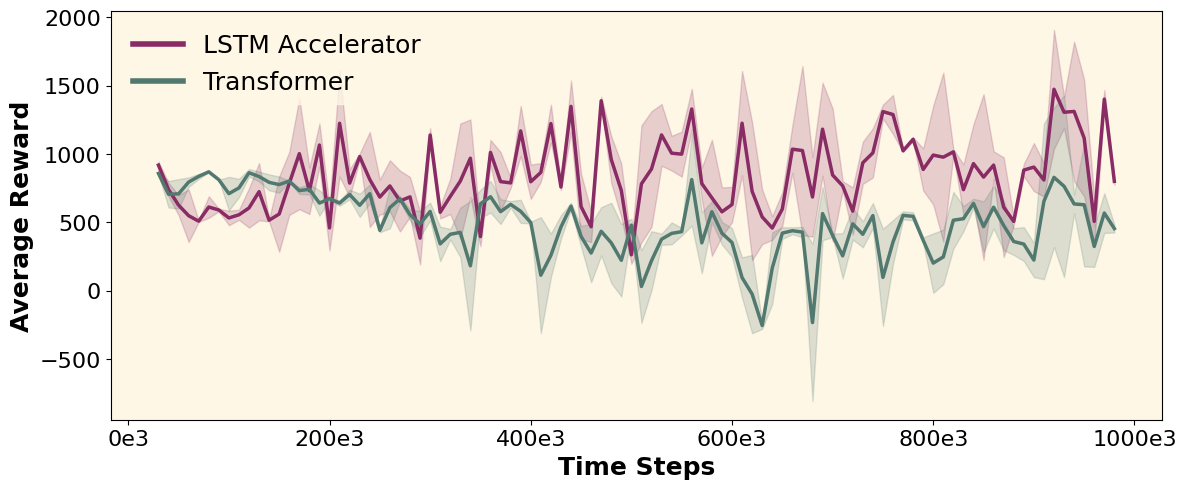 2000
1500
1000
500
0
−500
Average Reward
LSTM Accelerator
Transformer
0e3 200e3 400e3 600e3 800e3 1000e3
Time Steps